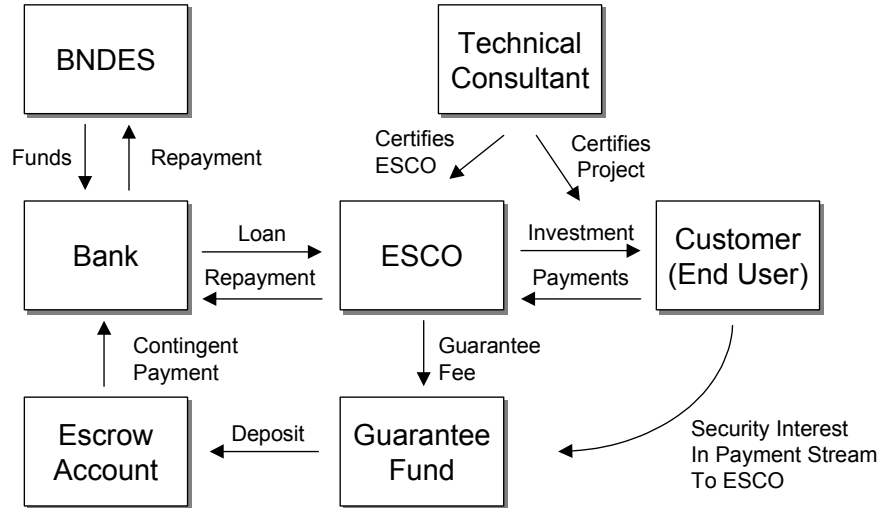 BNDES
Technical
Consultant
Funds
Repayment
Certifies
ESCO
Certifies
Project
Bank
Loan
Repayment
ESCO
Investment
Payments
Customer
(End User)
Contingent
Payment
Guarantee
Fee
Escrow
Account
Deposit
Guarantee
Fund
Security Interest
In Payment Stream
To ESCO